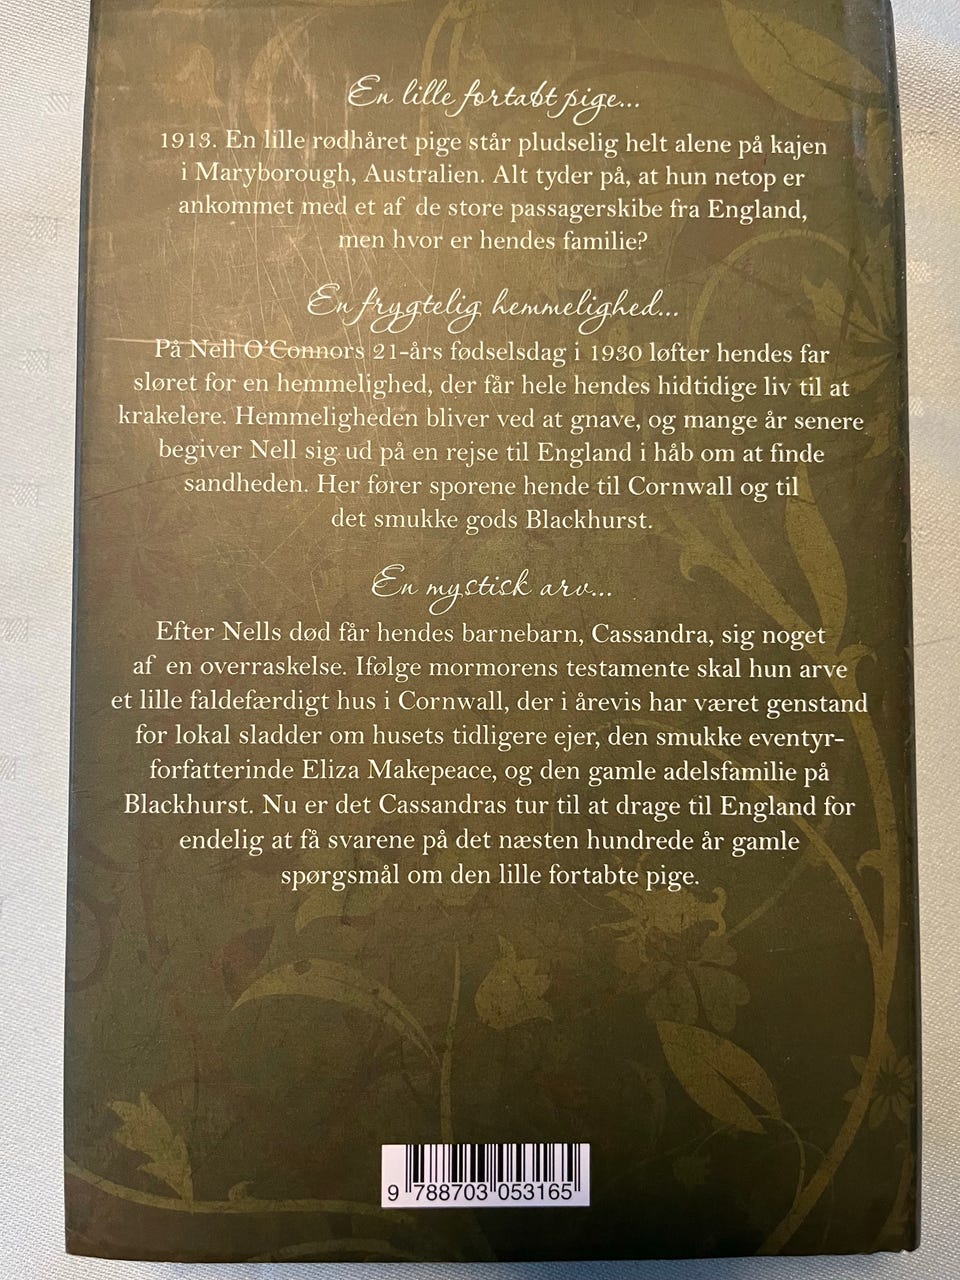 En lille fortabt pige...
1913. En lille rødhåret pige står pludselig helt alene på kajen
i Maryborough, Australien. Alt tyder på, at hun netop er
ankommet med et af de store passagerskibe fra England,
men hvor er hendes familie?
En frygtelig hemmelighed...
På Nell O'Connors 21-års fødselsdag i 1930 løfter hendes far
sløret for en hemmelighed, der får hele hendes hidtidige liv til at
krakelere. Hemmeligheden bliver ved at gnave, og mange år senere
begiver Nell sig ud på en rejse til England i håb om at finde
sandheden. Her fører sporene hende til Cornwall og til
det smukke gods Blackhurst.
En mystisk arv...
Efter Nells død får hendes barnebarn, Cassandra, sig noget
af en overraskelse. Ifølge mormorens testamente skal hun arve
et lille faldefærdigt hus i Cornwall, der i årevis har været genstand
for lokal sladder om husets tidligere ejer, den smukke eventyr-
forfatterinde Eliza Makepeace, og den gamle adelsfamilie på
Blackhurst. Nu er det Cassandras tur til at drage til England for
endelig at få svarene på det næsten hundrede år gamle
spørgsmål om den lille fortabte pige.
9 788703 053165